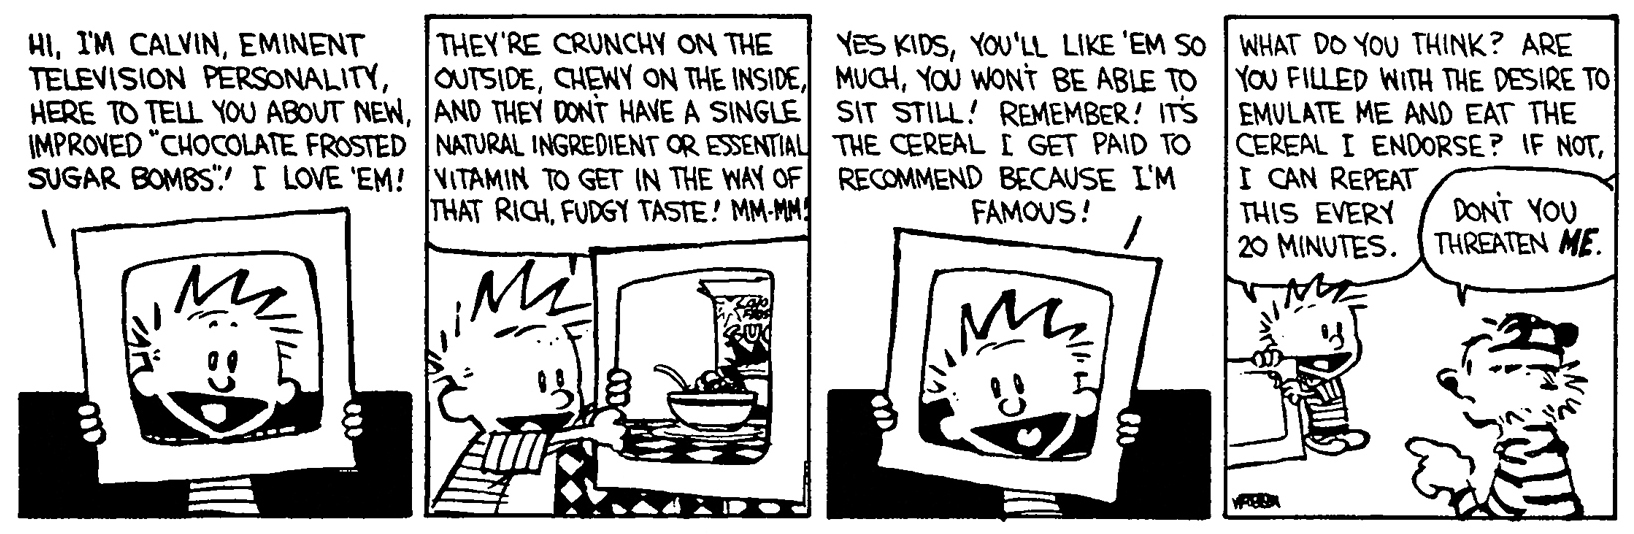 HI, I'M CALVIN, EMINENT
TELEVISION PERSONALITY,
HERE TO TELL YOU ABOUT NEW,
IMPROVED "CHOCOLATE FROSTED
SUGAR BOMBS"! I LOVE 'EM!
THEY'RE CRUNCHY ON THE
OUTSIDE, CHEWY ON THE INSIDE,
AND THEY DON'T HAVE A SINGLE
NATURAL INGREDIENT OR ESSENTIAL
VITAMIN TO GET IN THE WAY OF
THAT RICH, FUDGY TASTE! MM-MM!
YES KIDS, YOU'LL LIKE 'EM SO
MUCH, YOU WON'T BE ABLE TO
SIT STILL! REMEMBER! IT'S
THE CEREAL I GET PAID TO
RECOMMEND BECAUSE I'M
FAMOUS!
WHAT DO YOU THINK? ARE
YOU FILLED WITH THE DESIRE TO
EMULATE ME AND EAT THE
CEREAL I ENDORSE? IF NOT,
I CAN REPEAT
THIS EVERY
20 MINUTES.
DON'T YOU
THREATEN ME.